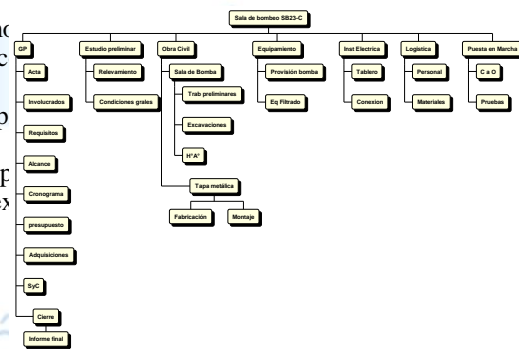 Sala de bombeo SB23-C
GP
Estudio preliminar
Obra Civil
Equipamiento
Inst Electrica
Logistica
Puesta en Marcha
Acta
Involucrados
Requisitos
Alcance
Cronograma
presupuesto
Adquisiciones
SyC
Cierre
Informe final
Relevamiento
Condiciones grales
Sala de Bomba
Trab preliminares
Excavaciones
H°A°
Tapa metálica
Fabricación
Montaje
Provisión bomba
Eq Filtrado
Tablero
Conexion
Personal
Materiales
C a O
Pruebas